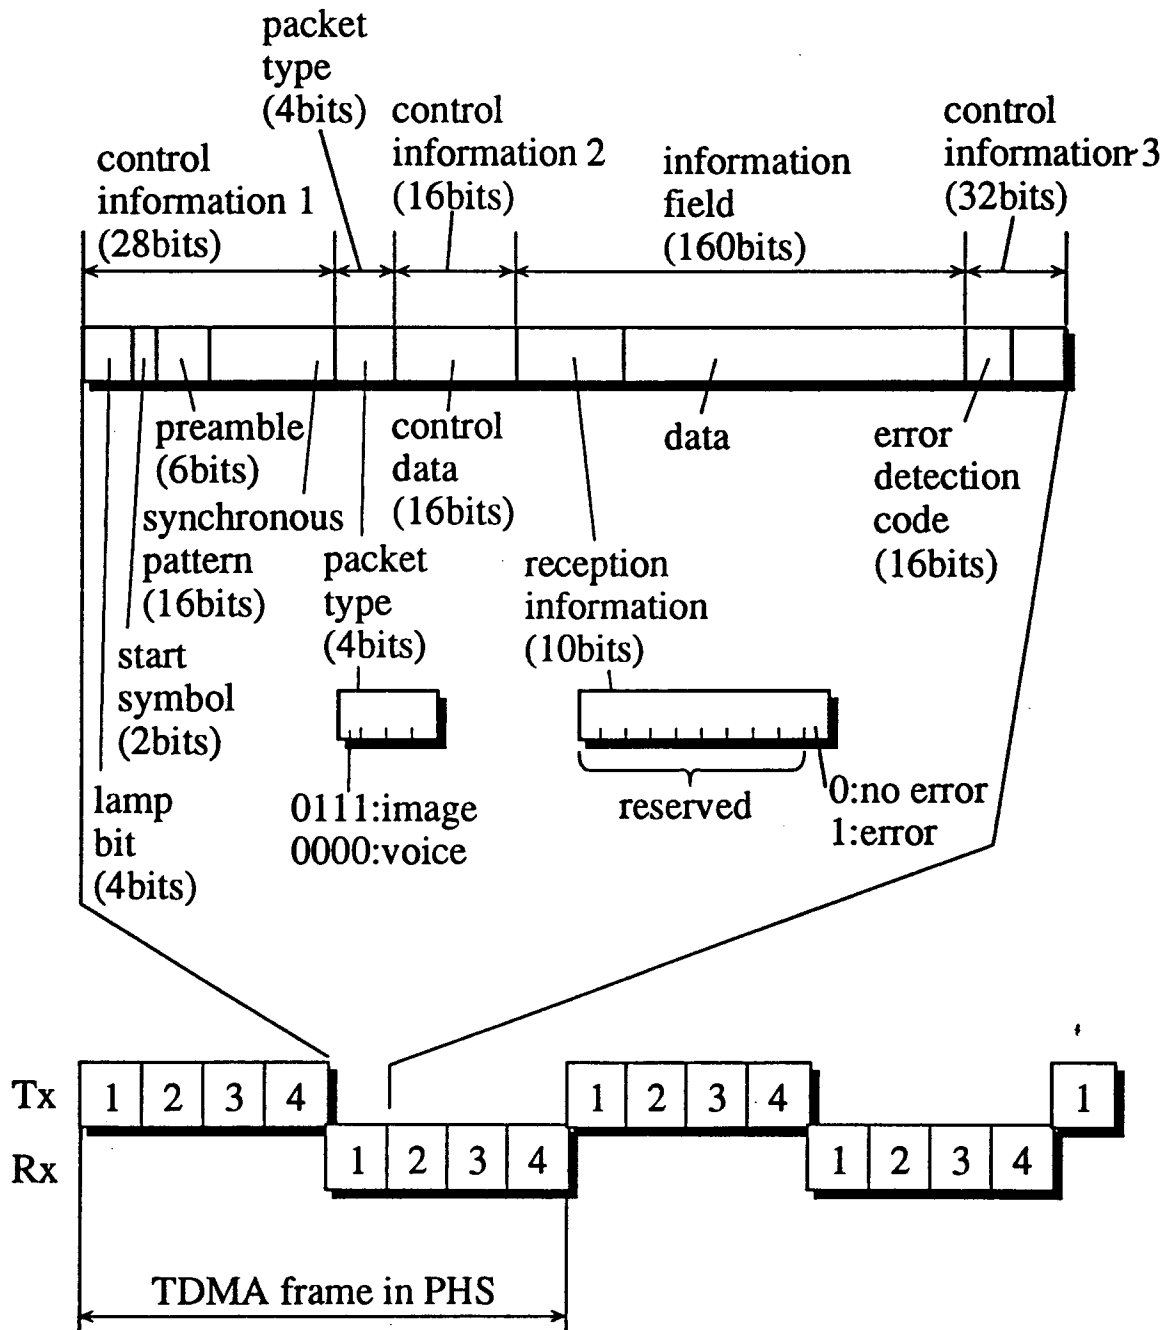 packet
type
(4bits)
control
information 2
(16bits)
control
information 3
(32bits)
control
information 1
(28bits)
information
field
(160bits)
preamble
(6bits)
synchronous
pattern
(16bits)
start
symbol
(2bits)
lamp
bit
(4bits)
control
data
(16bits)
packet
type
(4bits)
data
reception
information
(10bits)
error
detection
code
(16bits)
0111:image
0000:voice
reserved
0:no error
1:error
Tx 1 2 3 4 1 2 3 4 1
Rx 1 2 3 4 1 2 3 4
TDMA frame in PHS